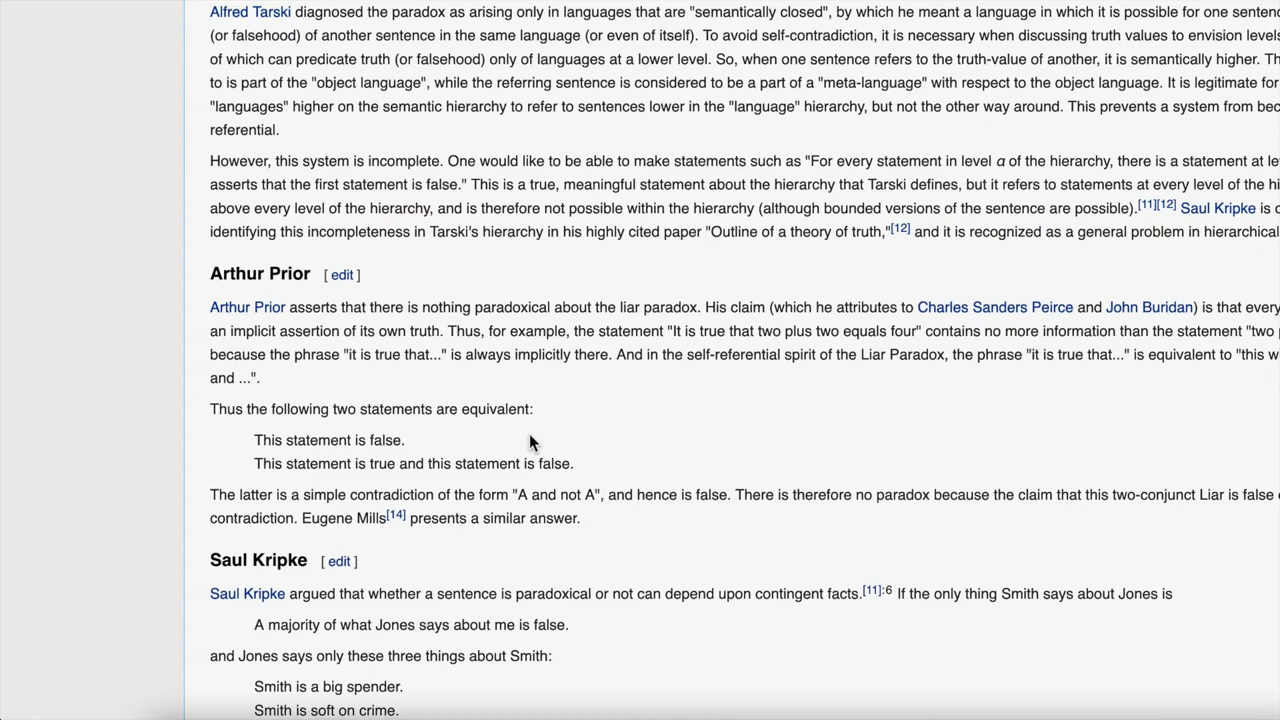 Alfred Tarski diagnosed the paradox as arising only in languages that are "semantically closed", by which he meant a language in which it is possible for one
(or falsehood) of another sentence in the same language (or even of itself). To avoid self-contradiction, it is necessary when discussing truth values to envision
of which can predicate truth (or falsehood) only of languages at a lower level. So, when one sentence refers to the truth-value of another, it is semantically higher.
to is part of the "object language", while the referring sentence is considered to be a part of a "meta-language" with respect to the object language. It is legitimate for
"languages" higher on the semantic hierarchy to refer to sentences lower in the "language" hierarchy, but not the other way around. This prevents a system from
referential.
However, this system is incomplete. One would like to be able to make statements such as "For every statement in level α of the hierarchy, there is a statement at
asserts that the first statement is false." This is a true, meaningful statement about the hierarchy that Tarski defines, but it refers to statements at every level of the
above every level of the hierarchy, and is therefore not possible within the hierarchy (although bounded versions of the sentence are possible).[11][12] Saul Kripke is
identifying this incompleteness in Tarski's hierarchy in his highly cited paper "Outline of a theory of truth,"[12] and it is recognized as a general problem in hierarchical
Arthur Prior [ edit ]
Arthur Prior asserts that there is nothing paradoxical about the liar paradox. His claim (which he attributes to Charles Sanders Peirce and John Buridan) is that every
an implicit assertion of its own truth. Thus, for example, the statement "It is true that two plus two equals four" contains no more information than the statement "two
because the phrase "it is true that..." is always implicitly there. And in the self-referential spirit of the Liar Paradox, the phrase "it is true that..." is equivalent to "this
and ...".
Thus the following two statements are equivalent:
This statement is false.
This statement is true and this statement is false.
The latter is a simple contradiction of the form "A and not A", and hence is false. There is therefore no paradox because the claim that this two-conjunct Liar is false
contradiction. Eugene Mills[14] presents a similar answer.
Saul Kripke [ edit ]
Saul Kripke argued that whether a sentence is paradoxical or not can depend upon contingent facts.[11]:6 If the only thing Smith says about Jones is
A majority of what Jones says about me is false.
and Jones says only these three things about Smith:
Smith is a big spender.
Smith is soft on crime.